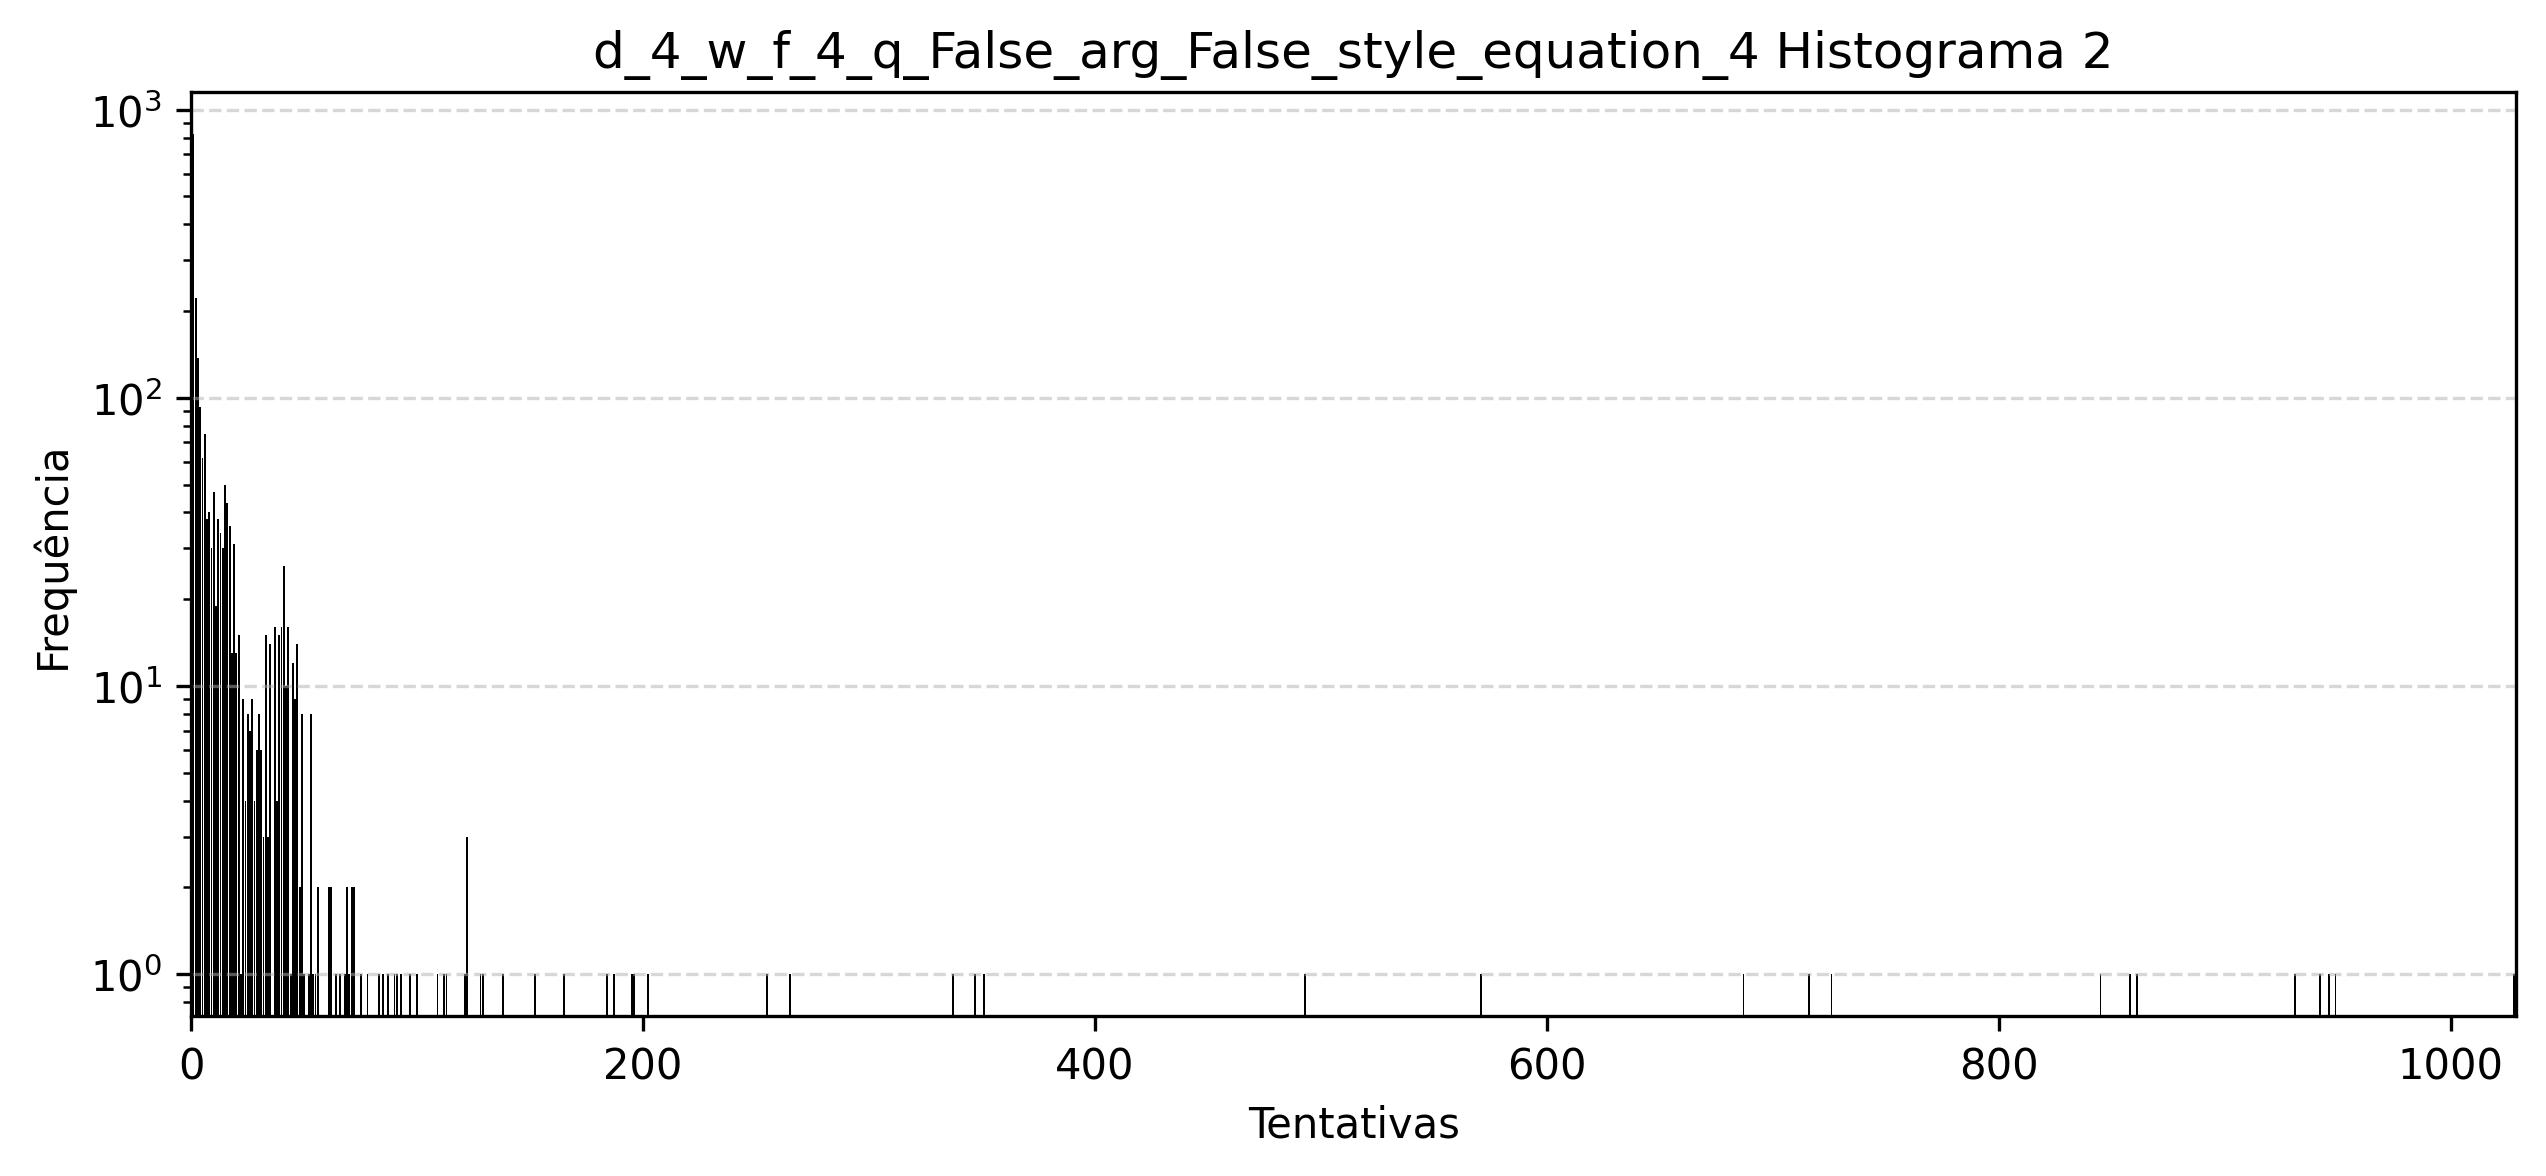 d_4_w_f_4_q_False_arg_False_style_equation_4 Histograma 2
10³
10²
10¹
10⁰
Frequência
0 200 400 600 800 1000
Tentativas